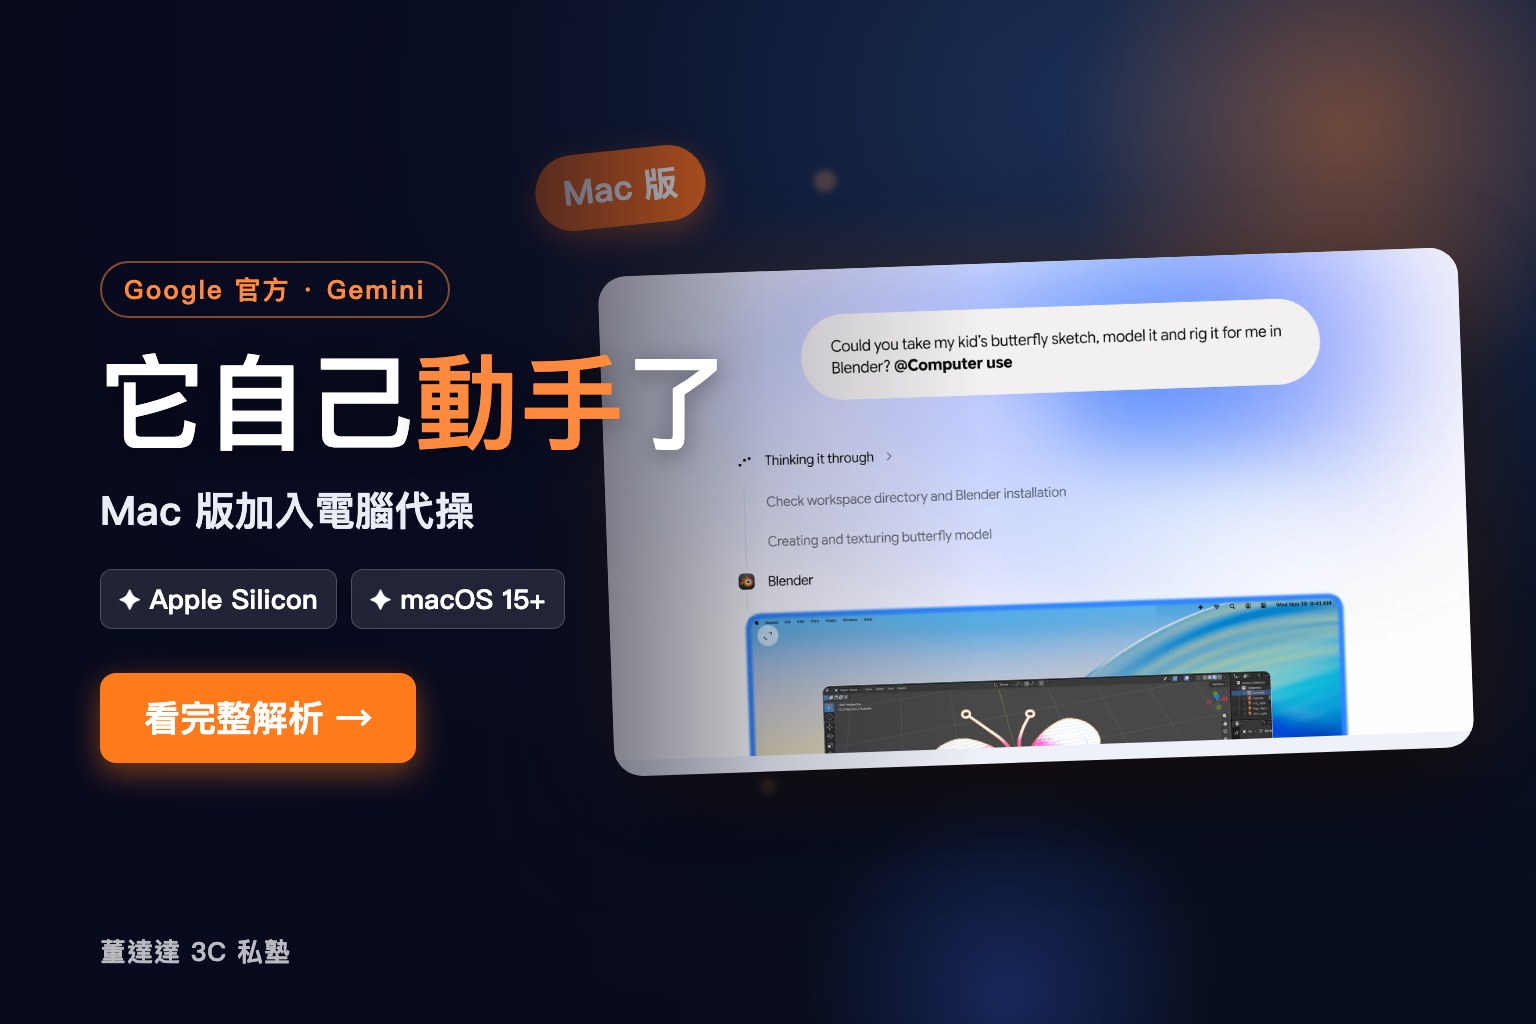 Mac 版
Google 官方 · Gemini
它自己動手了
Mac 版加入電腦代操
✦ Apple Silicon
✦ macOS 15+
看完整解析 →
董達達 3C 私塾
Could you take my kid's butterfly sketch, model it and rig it for me in
Blender? @Computer use
Thinking it through >
Check workspace directory and Blender installation
Creating and texturing butterfly model
Blender